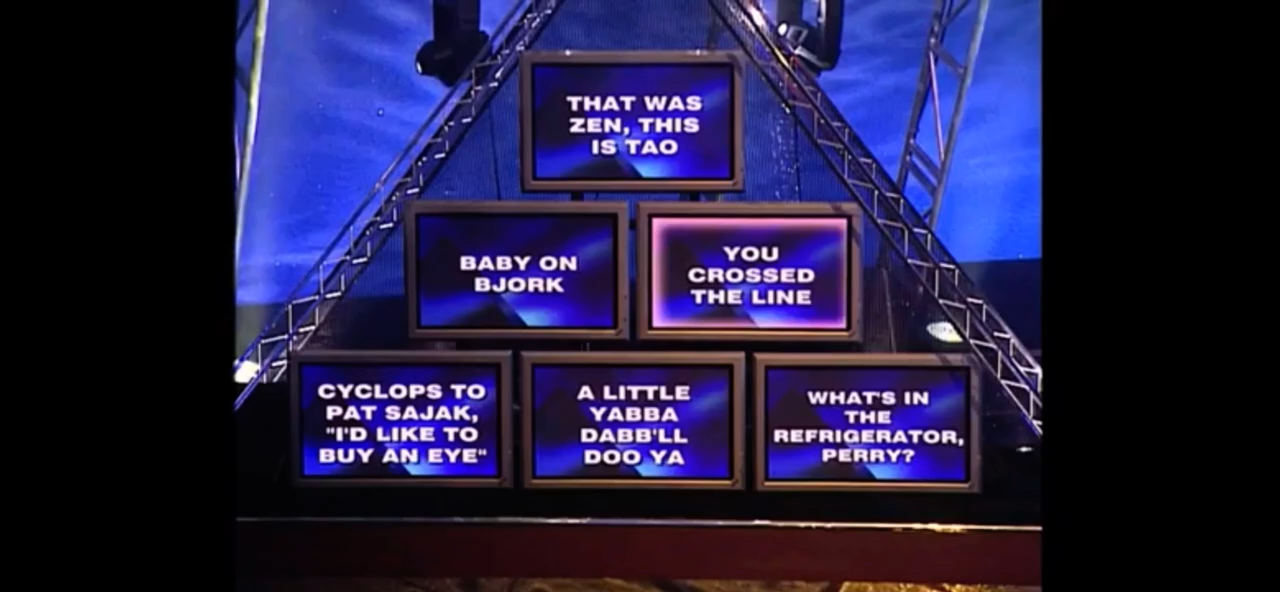 THAT WAS
ZEN, THIS
IS TAO
BABY ON
BJORK
YOU
CROSSED
THE LINE
CYCLOPS TO
PAT SAJAK,
"I'D LIKE TO
BUY AN EYE"
A LITTLE
YABBA
DABB'LL
DOO YA
WHAT'S IN
THE
REFRIGERATOR,
PERRY?